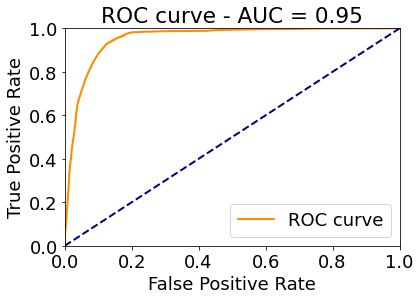 ROC curve - AUC = 0.95
True Positive Rate
1.0
0.8
0.6
0.4
0.2
0.0
ROC curve
0.0 0.2 0.4 0.6 0.8 1.0
False Positive Rate